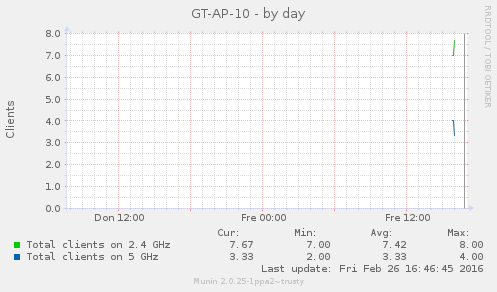 GT-AP-10 - by day
RRDTOOL / TOBI OETIKER
Clients
8.0
7.0
6.0
5.0
4.0
3.0
2.0
1.0
0.0
Don 12:00 Fre 00:00 Fre 12:00
Cur: Min: Avg: Max:
Total clients on 2.4 GHz 7.67 7.00 7.42 8.00
Total clients on 5 GHz 3.33 2.00 3.33 4.00
Last update: Fri Feb 26 16:46:45 2016
Munin 2.0.25-1ppa2~trusty